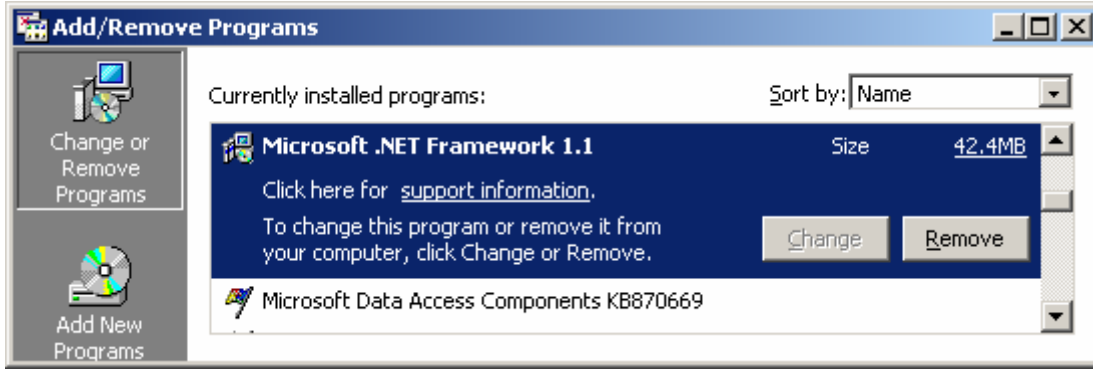 Add/Remove Programs
Change or
Remove
Programs
Add New
Programs
Currently installed programs:
Sort by: Name
Microsoft .NET Framework 1.1 Size 42.4MB
Click here for support information.
To change this program or remove it from
your computer, click Change or Remove.
Change Remove
Microsoft Data Access Components KB870669